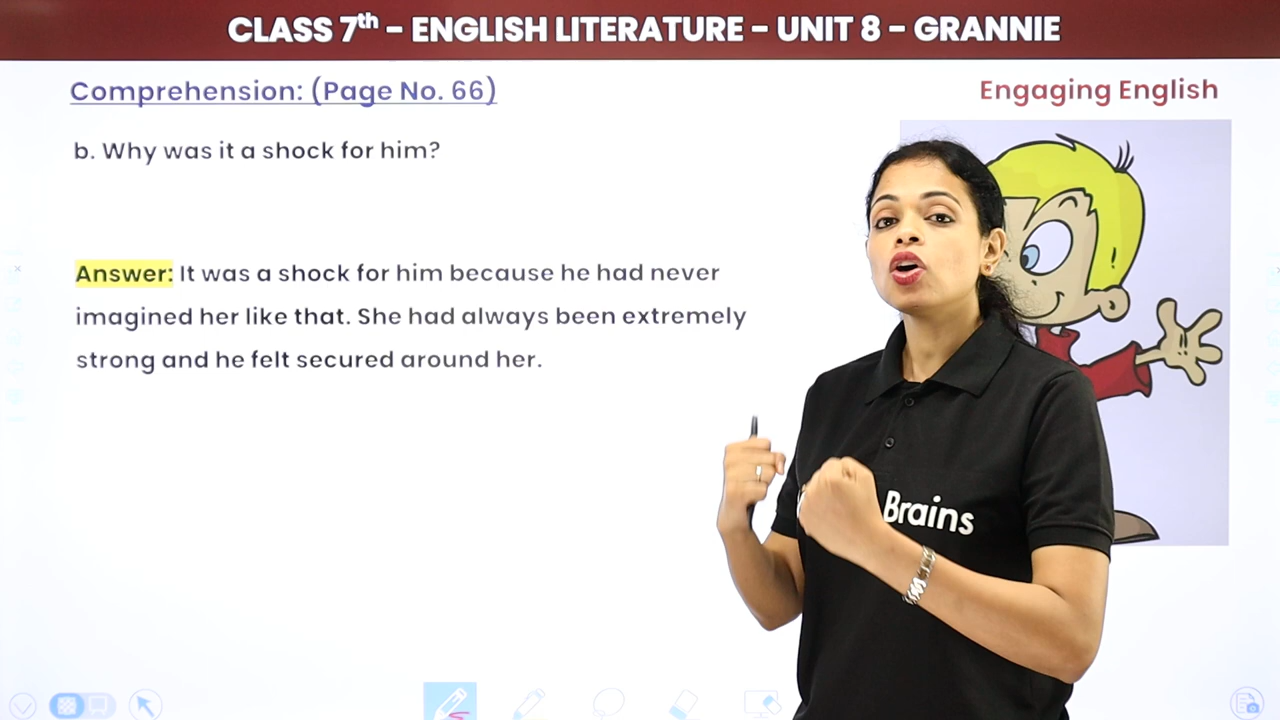 CLASS 7th - ENGLISH LITERATURE - UNIT 8 - GRANNIE
Comprehension: (Page No. 66)
Engaging English
b. Why was it a shock for him?
Answer: It was a shock for him because he had never
imagined her like that. She had always been extremely
strong and he felt secured around her.
Brains